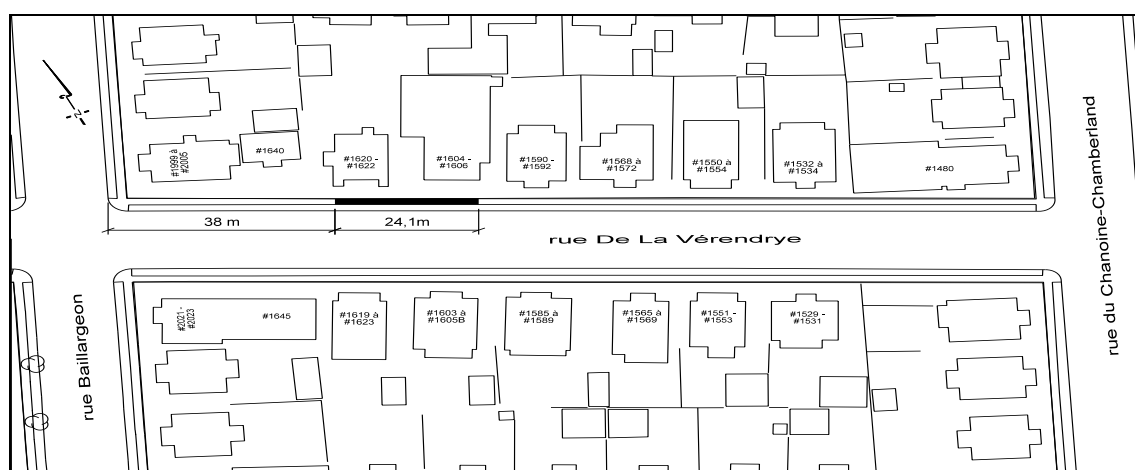 #1999 à
#2005
#1640
#1620 -
#1622
#1604 -
#1606
#1590 -
#1592
#1568 à
#1572
#1550 à
#1554
#1532 à
#1534
#1480
38 m
24,1m
rue De La Vérendrye
rue du Chanoine-Chamberland
rue Baillargeon
#2021-
#2023
#1645
#1619 à
#1623
#1603 à
#1605B
#1585 à
#1589
#1565 à
#1569
#1551 -
#1553
#1529 -
#1531